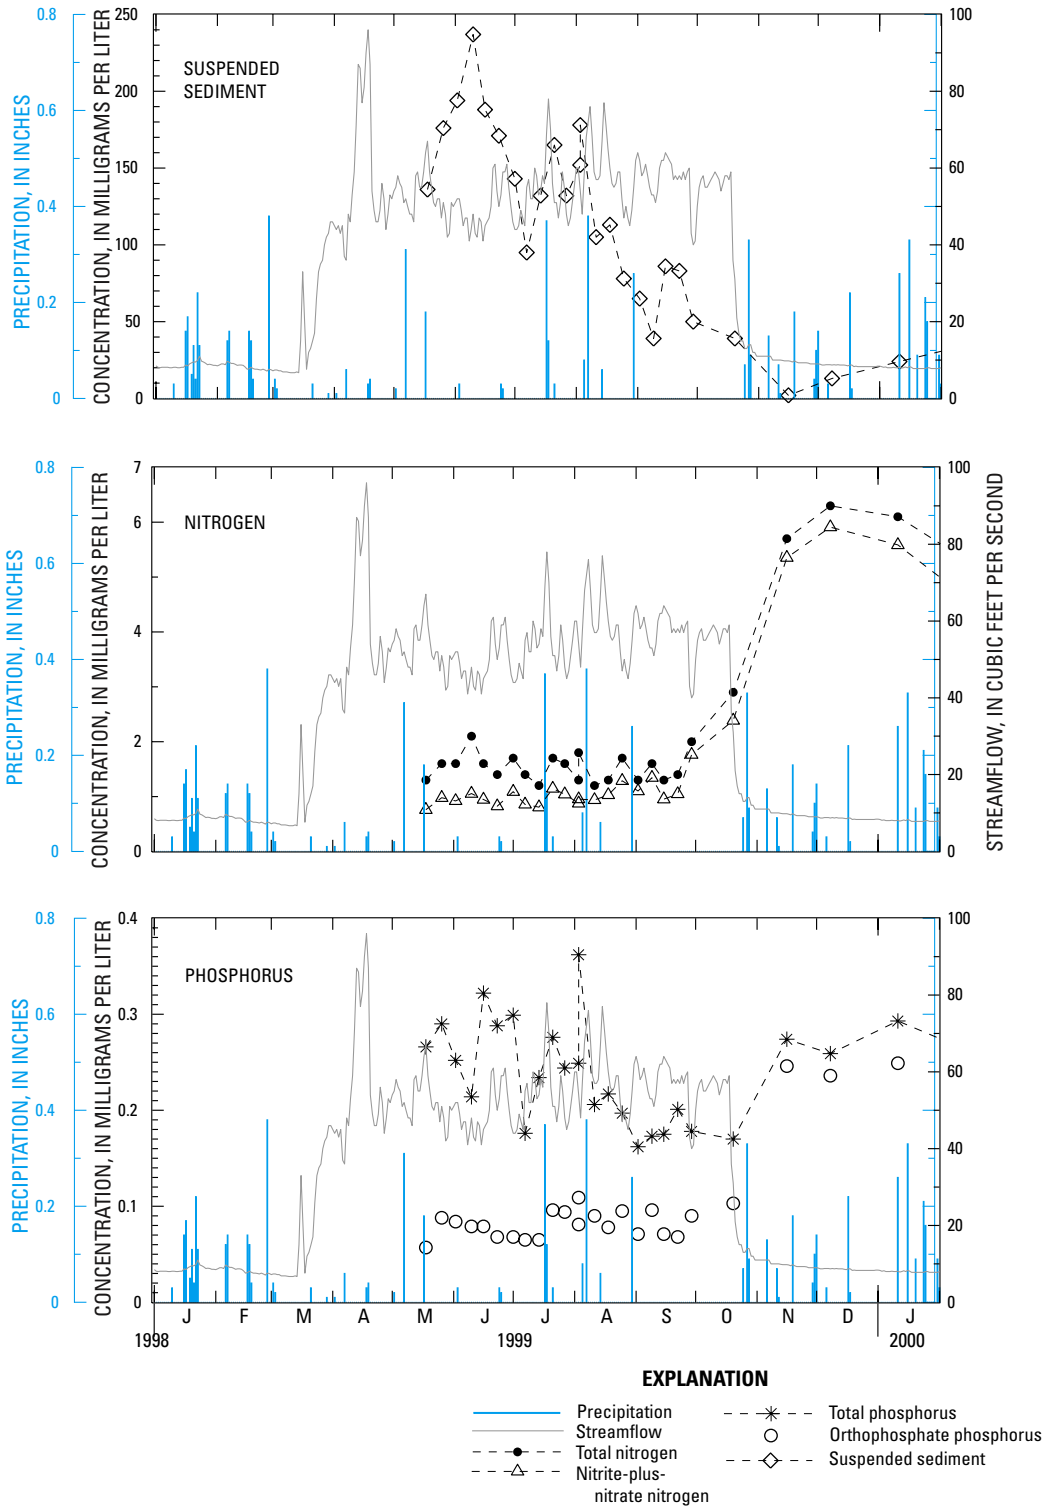 PRECIPITATION, IN INCHES
0.8
0.6
0.4
0.2
0
CONCENTRATION, IN MILLIGRAMS PER LITER
250
200
150
100
50
0
SUSPENDED
SEDIMENT
100
80
60
40
20
0
PRECIPITATION, IN INCHES
0.8
0.6
0.4
0.2
0
CONCENTRATION, IN MILLIGRAMS PER LITER
7
6
4
2
0
NITROGEN
100
80
60
40
20
0
STREAMFLOW, IN CUBIC FEET PER SECOND
PRECIPITATION, IN INCHES
0.8
0.6
0.4
0.2
0
CONCENTRATION, IN MILLIGRAMS PER LITER
0.4
0.3
0.2
0.1
0
PHOSPHORUS
100
80
60
40
20
0
J F M A M J J A S O N D J
1998 1999 2000
EXPLANATION
Precipitation
Streamflow
Total nitrogen
Nitrite-plus-
nitrate nitrogen
Total phosphorus
Orthophosphate phosphorus
Suspended sediment